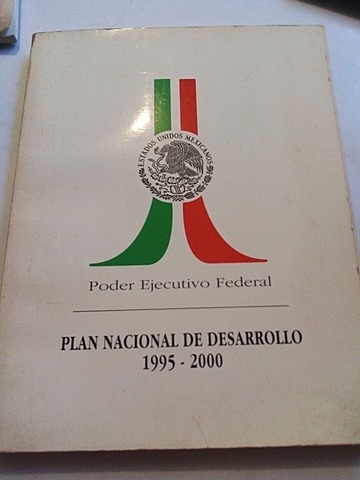 ESTADOS UNIDOS MEXICANOS
Poder Ejecutivo Federal
PLAN NACIONAL DE DESARROLLO
1995 - 2000